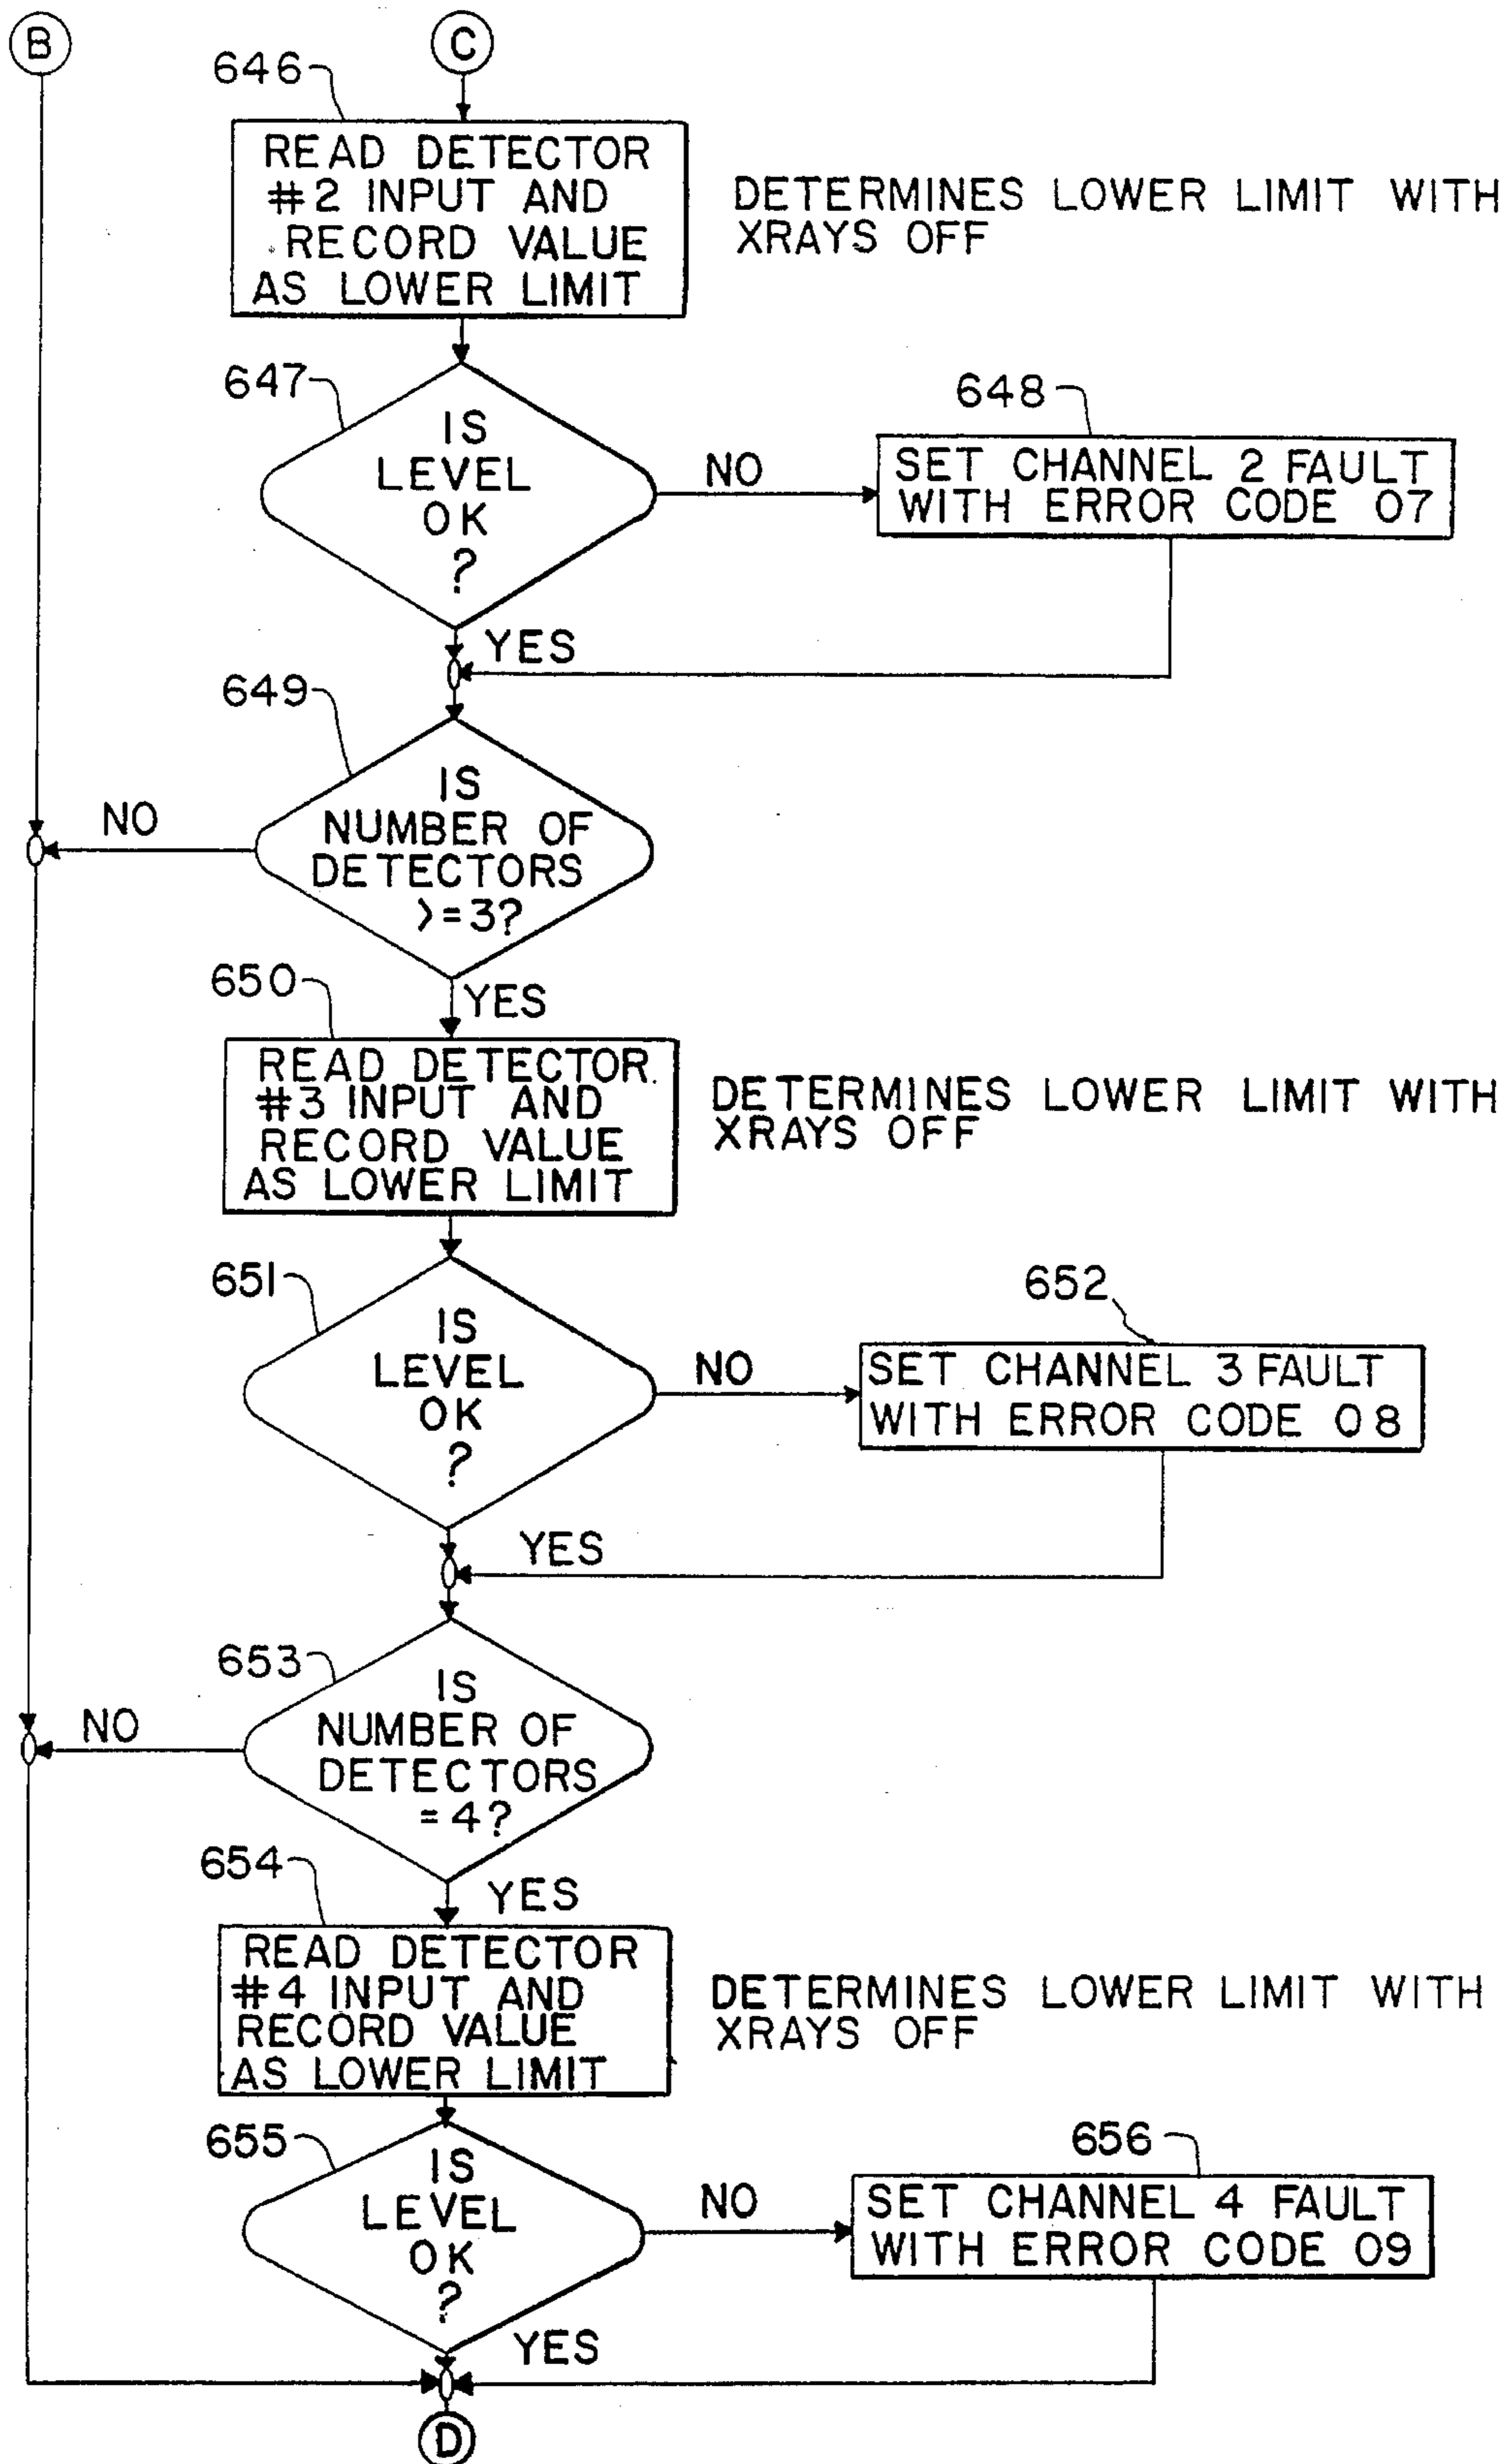 B
C
646
READ DETECTOR
#2 INPUT AND
RECORD VALUE
AS LOWER LIMIT
DETERMINES LOWER LIMIT WITH
XRAYS OFF
647
IS
LEVEL
OK
?
NO
648
SET CHANNEL 2 FAULT
WITH ERROR CODE 07
YES
649
IS
NUMBER OF
DETECTORS
>=3?
NO
YES
650
READ DETECTOR
#3 INPUT AND
RECORD VALUE
AS LOWER LIMIT
DETERMINES LOWER LIMIT WITH
XRAYS OFF
651
IS
LEVEL
OK
?
NO
652
SET CHANNEL 3 FAULT
WITH ERROR CODE 08
YES
653
IS
NUMBER OF
DETECTORS
=4?
NO
YES
654
READ DETECTOR
#4 INPUT AND
RECORD VALUE
AS LOWER LIMIT
DETERMINES LOWER LIMIT WITH
XRAYS OFF
655
IS
LEVEL
OK
?
NO
656
SET CHANNEL 4 FAULT
WITH ERROR CODE 09
YES
D